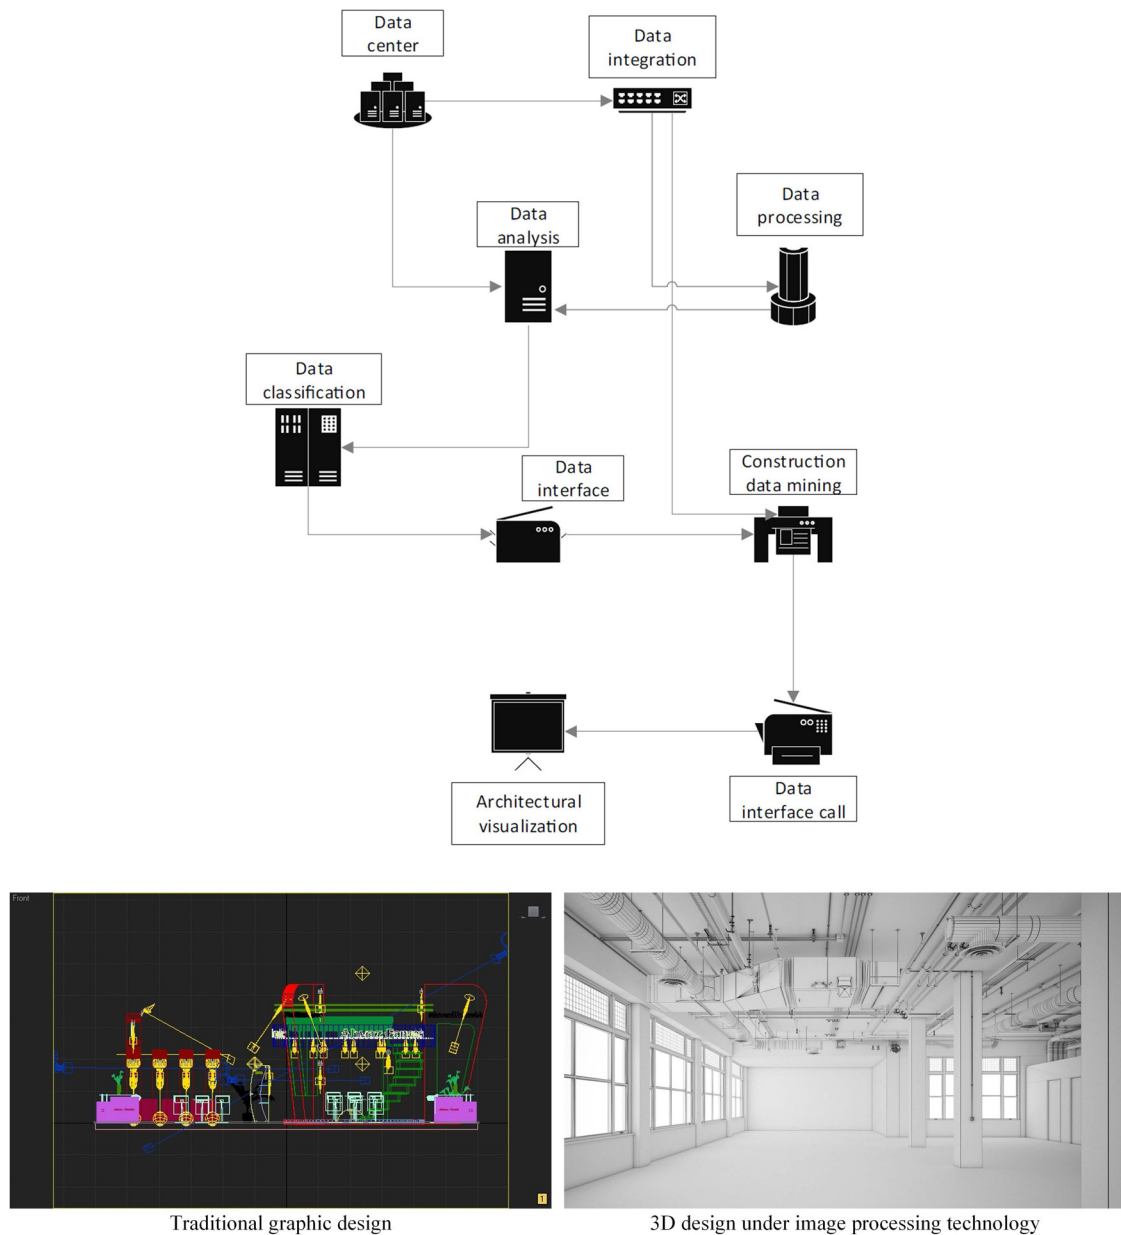 Data
center
Data
integration
Data
processing
Data
analysis
Data
classification
Data
interface
Construction
data mining
Architectural
visualization
Data
interface call
Front
1
Traditional graphic design
3D design under image processing technology